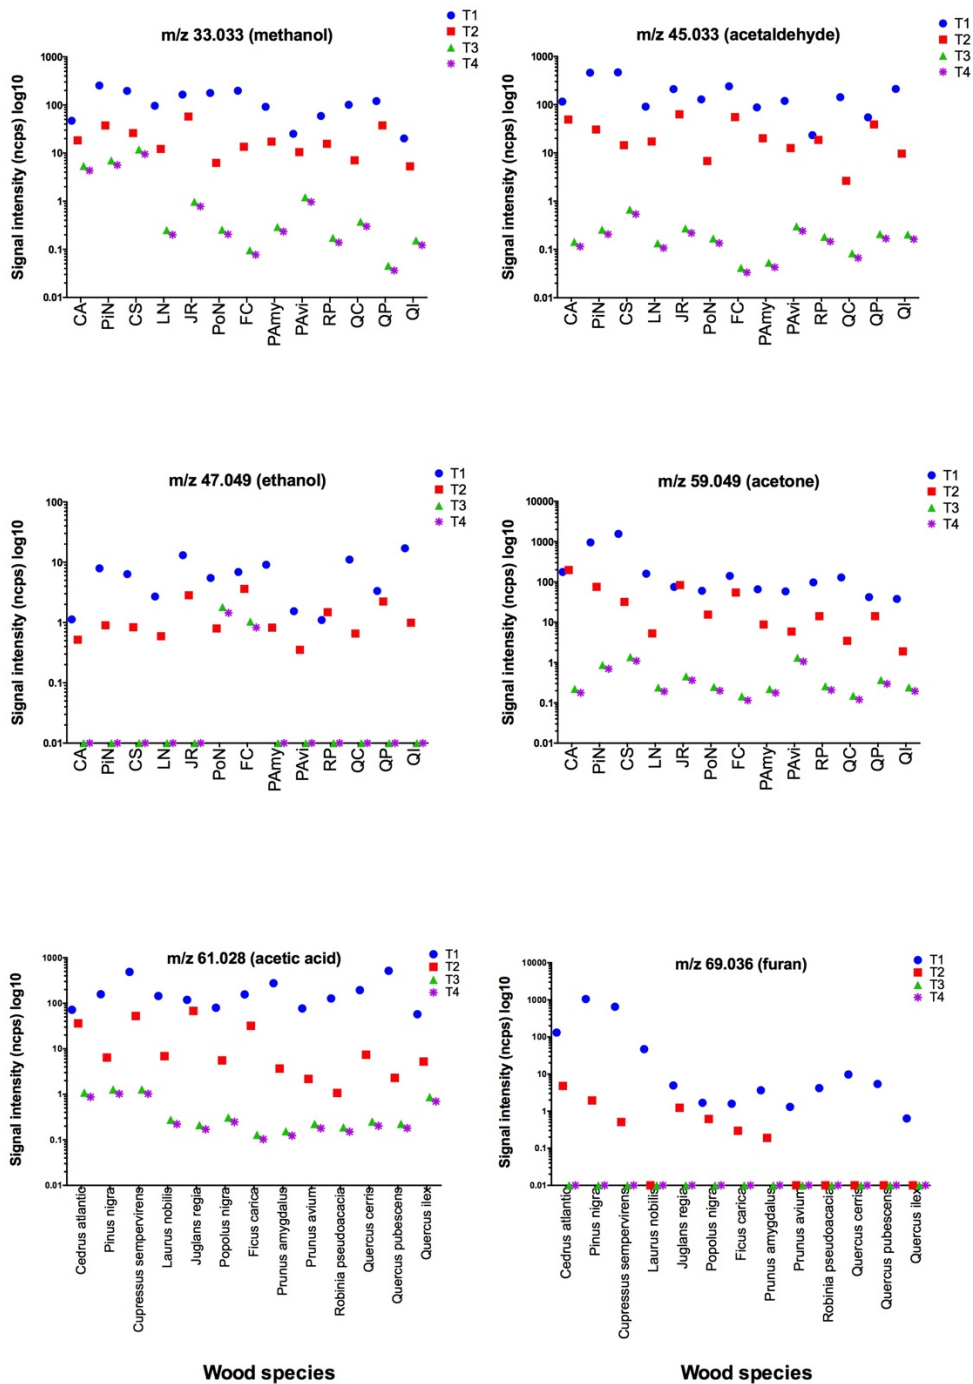 m/z 33.033 (methanol)
T1
T2
T3
T4
Signal intensity (ncps) log10
1000
100
10
1
0.1
0.01
CA
PiN
CS
LN
JR
PoN
FC
PAmy
PAvi
RP
QC
QP
QI
m/z 45.033 (acetaldehyde)
T1
T2
T3
T4
Signal intensity (ncps) log10
1000
100
10
1
0.1
0.01
CA
PiN
CS
LN
JR
PoN
FC
PAmy
PAvi
RP
QC
QP
QI
m/z 47.049 (ethanol)
T1
T2
T3
T4
Signal intensity (ncps) log10
100
10
1
0.1
0.01
CA
PiN
CS
LN
JR
PoN
FC
PAmy
PAvi
RP
QC
QP
QI
m/z 59.049 (acetone)
T1
T2
T3
T4
Signal intensity (ncps) log10
10000
1000
100
10
1
0.1
0.01
CA
PiN
CS
LN
JR
PoN
FC
PAmy
PAvi
RP
QC
QP
QI
m/z 61.028 (acetic acid)
T1
T2
T3
T4
Signal intensity (ncps) log10
1000
100
10
1
0.1
0.01
Cedrus atlantic
Pinus nigra
Cupressus sempervirens
Laurus nobilis
Juglans regia
Popolus nigra
Ficus carica
Prunus amygdalus
Prunus avium
Robinia pseudoacacia
Quercus cerris
Quercus pubescens
Quercus ilex
Wood species
m/z 69.036 (furan)
T1
T2
T3
T4
Signal intensity (ncps) log10
10000
1000
100
10
1
0.1
0.01
Cedrus atlantic
Pinus nigra
Cupressus sempervirens
Laurus nobilis
Juglans regia
Popolus nigra
Ficus carica
Prunus amygdalus
Prunus avium
Robinia pseudoacacia
Quercus cerris
Quercus pubescens
Quercus ilex
Wood species